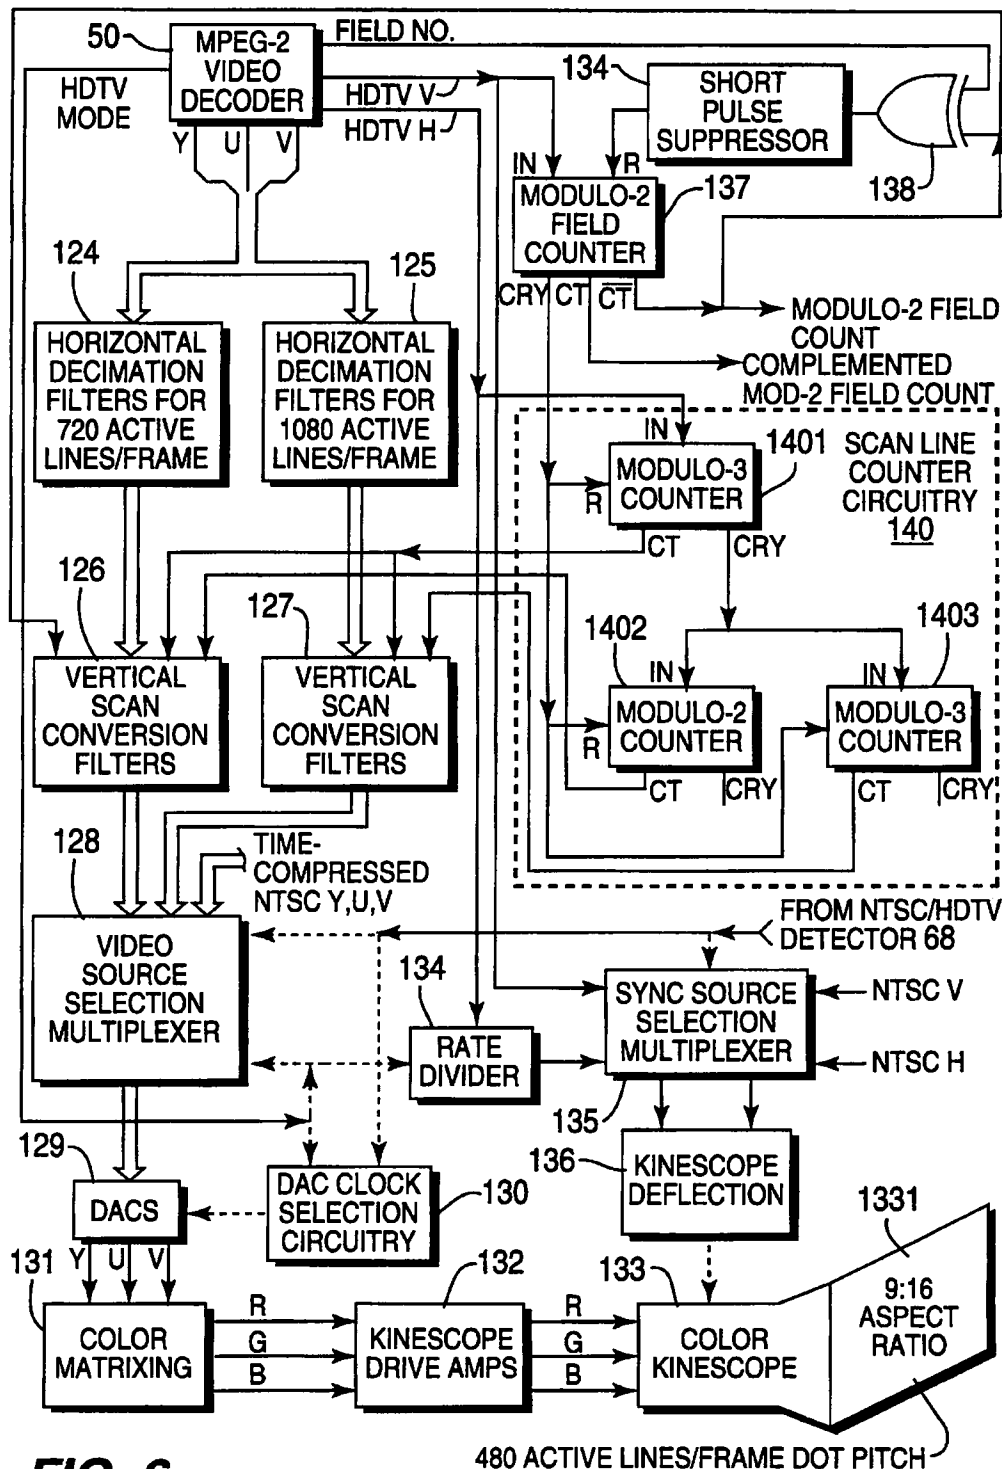 FIELD NO.
50
MPEG-2
VIDEO
DECODER
HDTV
MODE
HDTV V
HDTV H
Y U V
134
SHORT
PULSE
SUPPRESSOR
138
IN R
MODULO-2
FIELD
COUNTER
137
CRY CT CT
MODULO-2 FIELD
COUNT
COMPLEMENTED
MOD-2 FIELD COUNT
124
HORIZONTAL
DECIMATION
FILTERS FOR
720 ACTIVE
LINES/FRAME
125
HORIZONTAL
DECIMATION
FILTERS FOR
1080 ACTIVE
LINES/FRAME
IN
1401
MODULO-3
COUNTER
R
CT CRY
SCAN LINE
COUNTER
CIRCUITRY
140
126
VERTICAL
SCAN
CONVERSION
FILTERS
127
VERTICAL
SCAN
CONVERSION
FILTERS
1402
IN
MODULO-2
COUNTER
R
CT CRY
1403
IN
MODULO-3
COUNTER
CT CRY
128
TIME-
COMPRESSED
NTSC Y,U,V
VIDEO
SOURCE
SELECTION
MULTIPLEXER
FROM NTSC/HDTV
DETECTOR 68
134
RATE
DIVIDER
SYNC SOURCE
SELECTION
MULTIPLEXER
NTSC V
NTSC H
135
129
DACS
DAC CLOCK
SELECTION
CIRCUITRY
130
136
KINESCOPE
DEFLECTION
Y U V
131
COLOR
MATRIXING
R
G
B
132
KINESCOPE
DRIVE AMPS
R
G
B
133
COLOR
KINESCOPE
1331
9:16
ASPECT
RATIO
480 ACTIVE LINES/FRAME DOT PITCH